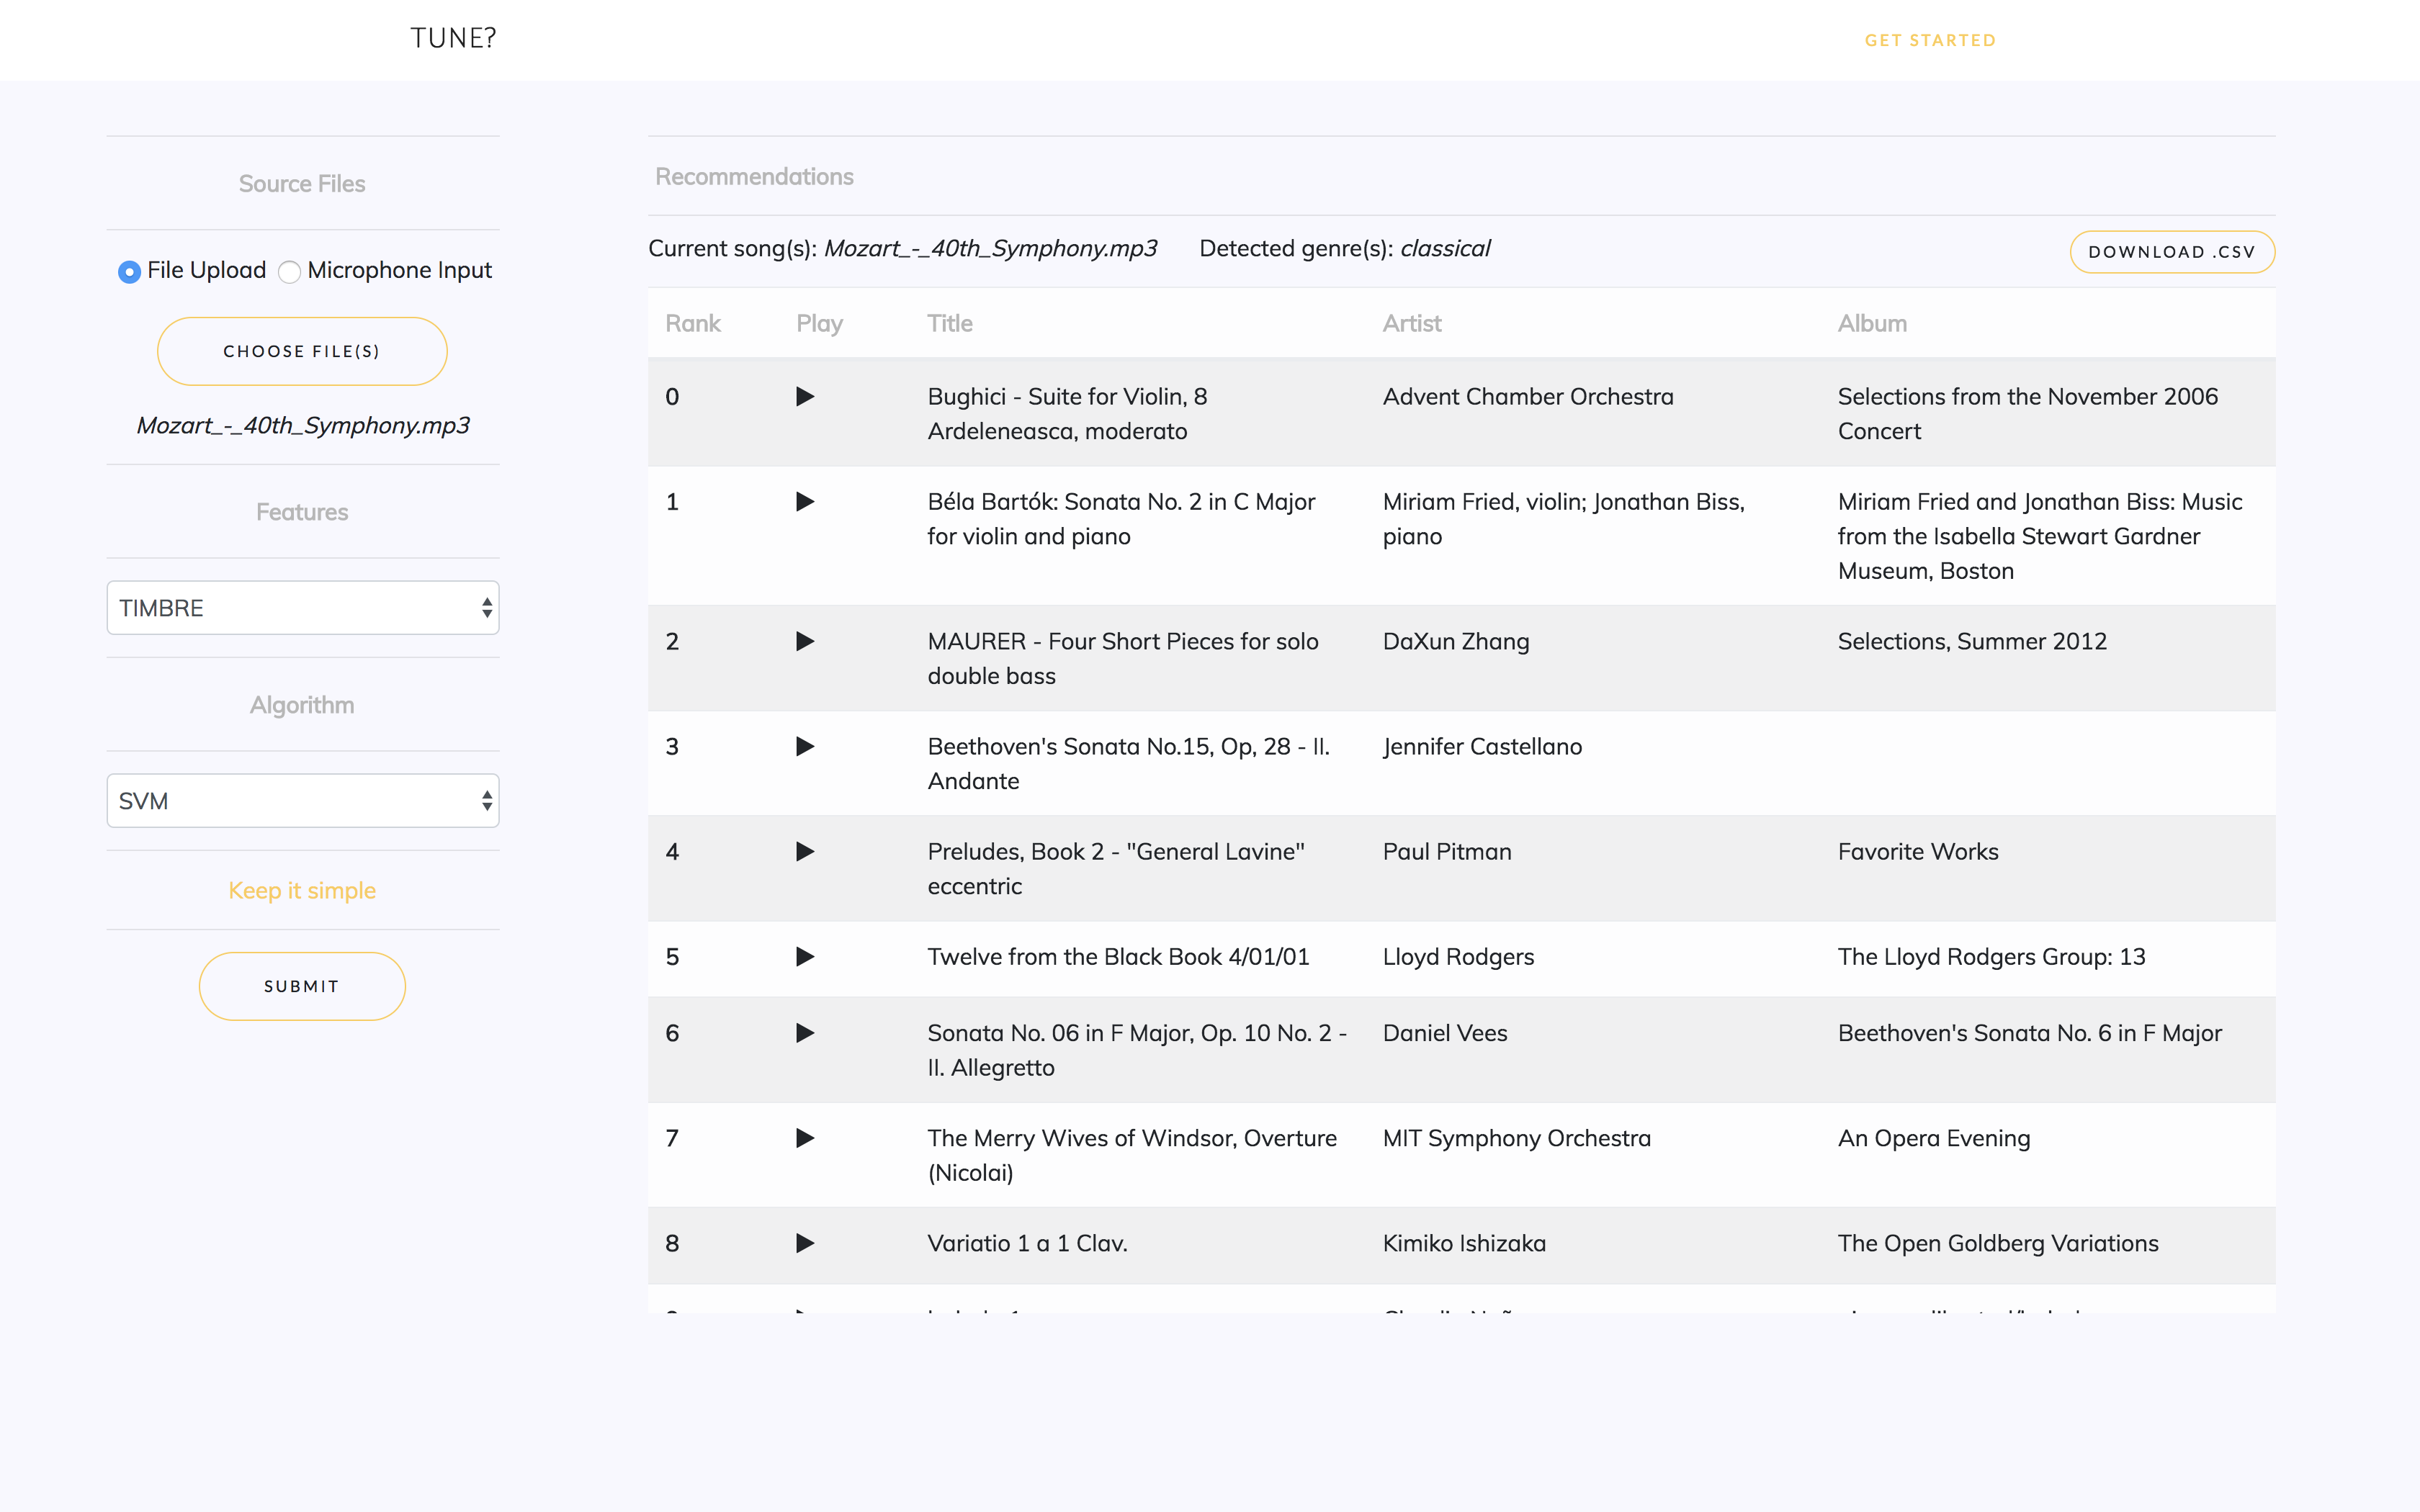 TUNE?
GET STARTED
Source Files
File Upload Microphone Input
CHOOSE FILE(S)
Mozart_-_40th_Symphony.mp3
Features
TIMBRE
Algorithm
SVM
Keep it simple
SUBMIT
Recommendations
Current song(s): Mozart_-_40th_Symphony.mp3 Detected genre(s): classical
DOWNLOAD .CSV
Rank Play Title Artist Album
0 Bughici - Suite for Violin, 8 Advent Chamber Orchestra Selections from the November 2006
Ardeleneasca, moderato Concert
1 Béla Bartók: Sonata No. 2 in C Major Miriam Fried, violin; Jonathan Biss, Miriam Fried and Jonathan Biss: Music
for violin and piano piano from the Isabella Stewart Gardner
Museum, Boston
2 MAURER - Four Short Pieces for solo DaXun Zhang Selections, Summer 2012
double bass
3 Beethoven's Sonata No.15, Op, 28 - II. Jennifer Castellano
Andante
4 Preludes, Book 2 - "General Lavine" Paul Pitman Favorite Works
eccentric
5 Twelve from the Black Book 4/01/01 Lloyd Rodgers The Lloyd Rodgers Group: 13
6 Sonata No. 06 in F Major, Op. 10 No. 2 - Daniel Vees Beethoven's Sonata No. 6 in F Major
II. Allegretto
7 The Merry Wives of Windsor, Overture MIT Symphony Orchestra An Opera Evening
(Nicolai)
8 Variatio 1 a 1 Clav. Kimiko Ishizaka The Open Goldberg Variations